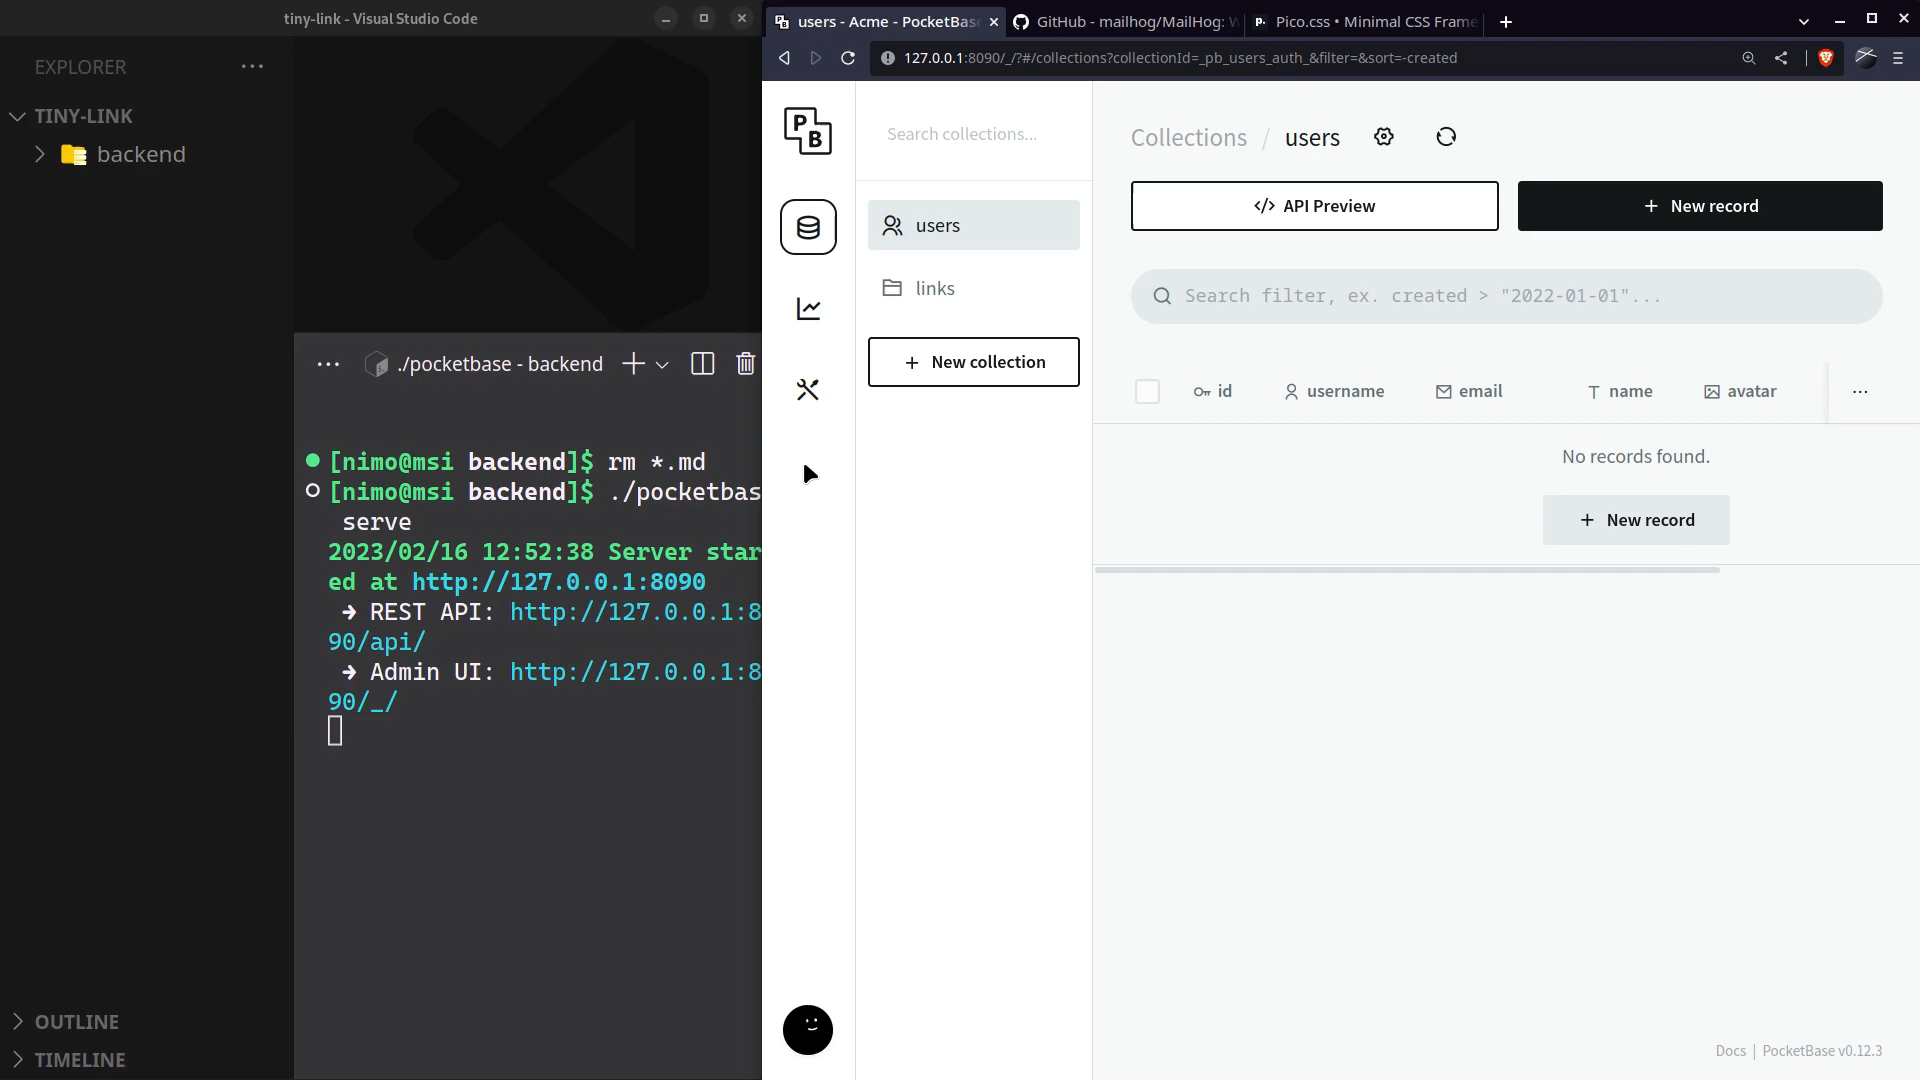 tiny-link - Visual Studio Code
EXPLORER
TINY-LINK
backend
OUTLINE
TIMELINE
./pocketbase - backend
[nimo@msi backend]$ rm *.md
[nimo@msi backend]$ ./pocketbas
serve
2023/02/16 12:52:38 Server star
ed at http://127.0.0.1:8090
➜ REST API: http://127.0.0.1:8
90/api/
➜ Admin UI: http://127.0.0.1:8
90/_/
users - Acme - PocketBas
GitHub - mailhog/MailHog: W
p. Pico.css • Minimal CSS Frame
127.0.0.1:8090/_/?#/collections?collectionId=_pb_users_auth_&filter=&sort=-created
PB
Search collections...
users
links
+ New collection
Collections / users
</> API Preview
+ New record
Search filter, ex. created > "2022-01-01"...
id username email T name avatar
No records found.
+ New record
Docs | PocketBase v0.12.3